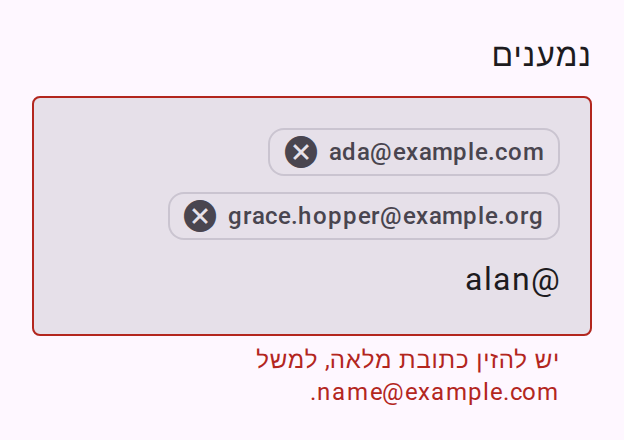 נמענים
ada@example.com
grace.hopper@example.org
alan@
יש להזין כתובת מלאה, למשל
name@example.com.